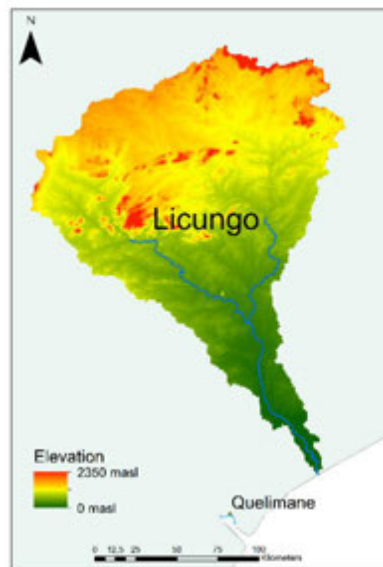 N
Licungo
Elevation
2350 masl
0 masl
Quelimane
0 12,5 25 50 75 100
Kilometers